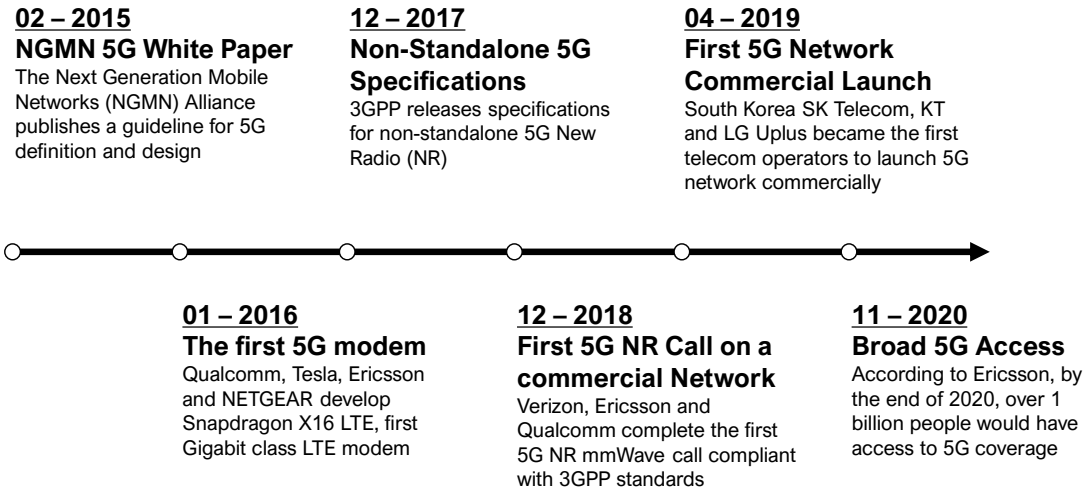 02 – 2015
NGMN 5G White Paper
The Next Generation Mobile
Networks (NGMN) Alliance
publishes a guideline for 5G
definition and design
12 – 2017
Non-Standalone 5G
Specifications
3GPP releases specifications
for non-standalone 5G New
Radio (NR)
04 – 2019
First 5G Network
Commercial Launch
South Korea SK Telecom, KT
and LG Uplus became the first
telecom operators to launch 5G
network commercially
01 – 2016
The first 5G modem
Qualcomm, Tesla, Ericsson
and NETGEAR develop
Snapdragon X16 LTE, first
Gigabit class LTE modem
12 – 2018
First 5G NR Call on a
commercial Network
Verizon, Ericsson and
Qualcomm complete the first
5G NR mmWave call compliant
with 3GPP standards
11 – 2020
Broad 5G Access
According to Ericsson, by
the end of 2020, over 1
billion people would have
access to 5G coverage